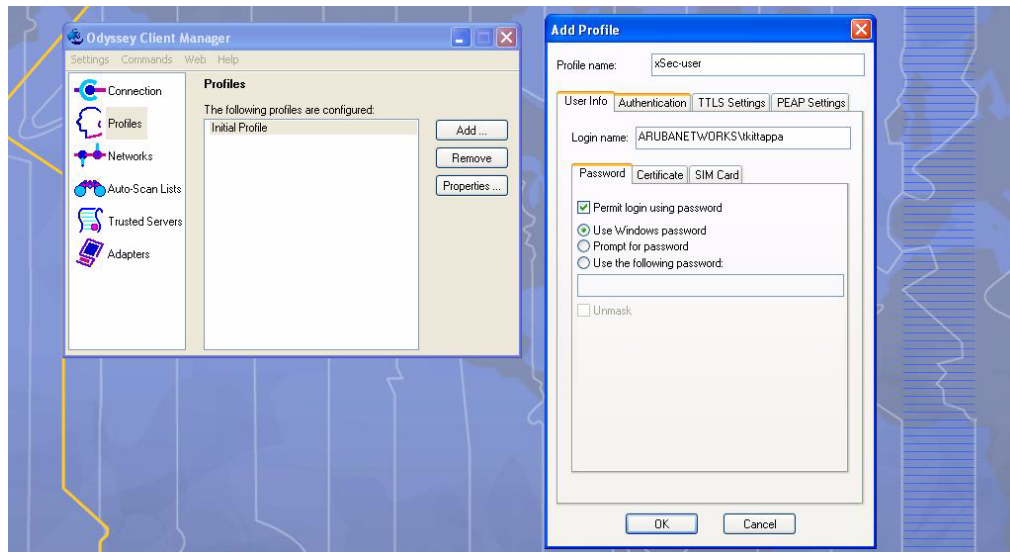 Odyssey Client Manager
Settings Commands Web Help
Connection
Profiles
Networks
Auto-Scan Lists
Trusted Servers
Adapters
Profiles
The following profiles are configured:
Initial Profile
Add ...
Remove
Properties ...
Add Profile
Profile name: xSec-user
User Info Authentication TTLS Settings PEAP Settings
Login name: ARUBANETWORKS\tkittappa
Password Certificate SIM Card
Permit login using password
Use Windows password
Prompt for password
Use the following password:
Unmask
OK Cancel